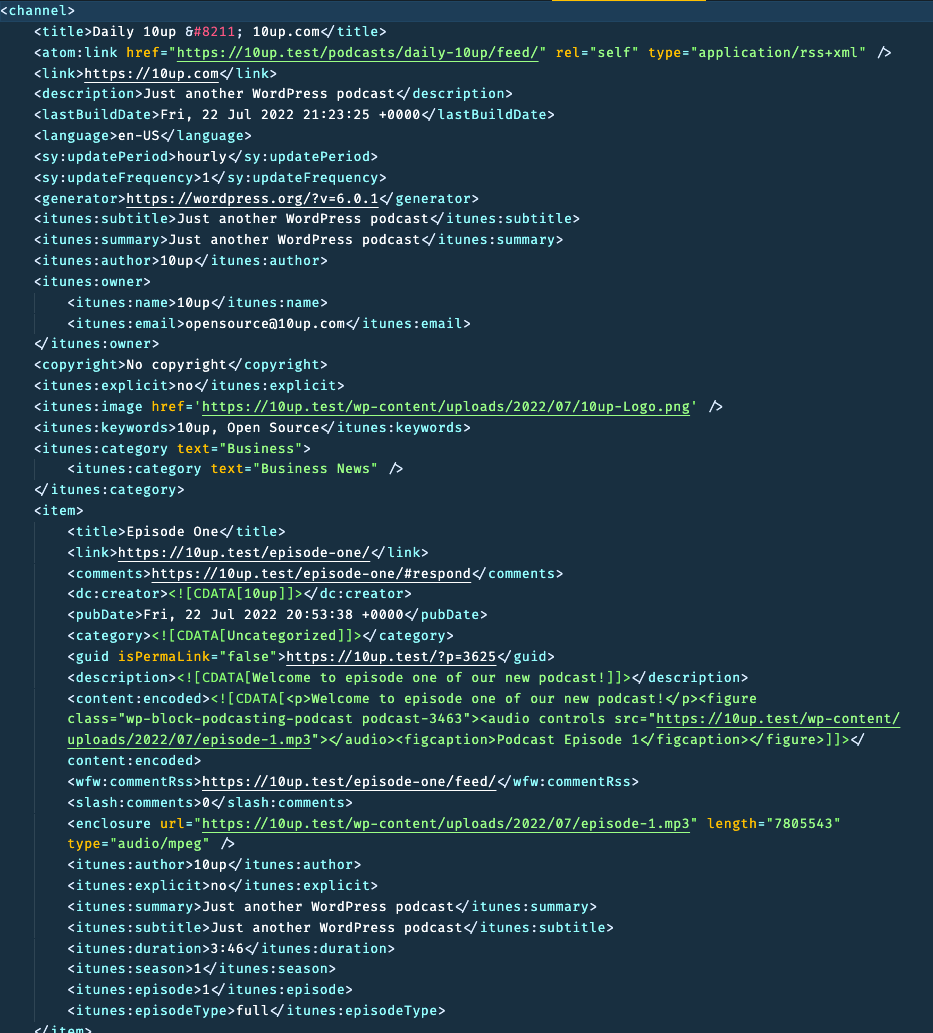 <channel>
<title>Daily 10up &#8211; 10up.com</title>
<atom:link href="https://10up.test/podcasts/daily-10up/feed/" rel="self" type="application/rss+xml" />
<link>https://10up.com</link>
<description>Just another WordPress podcast</description>
<lastBuildDate>Fri, 22 Jul 2022 21:23:25 +0000</lastBuildDate>
<language>en-US</language>
<sy:updatePeriod>hourly</sy:updatePeriod>
<sy:updateFrequency>1</sy:updateFrequency>
<generator>https://wordpress.org/?v=6.0.1</generator>
<itunes:subtitle>Just another WordPress podcast</itunes:subtitle>
<itunes:summary>Just another WordPress podcast</itunes:summary>
<itunes:author>10up</itunes:author>
<itunes:owner>
<itunes:name>10up</itunes:name>
<itunes:email>opensource@10up.com</itunes:email>
</itunes:owner>
<copyright>No copyright</copyright>
<itunes:explicit>no</itunes:explicit>
<itunes:image href='https://10up.test/wp-content/uploads/2022/07/10up-Logo.png' />
<itunes:keywords>10up, Open Source</itunes:keywords>
<itunes:category text="Business">
<itunes:category text="Business News" />
</itunes:category>
<item>
<title>Episode One</title>
<link>https://10up.test/episode-one/</link>
<comments>https://10up.test/episode-one/#respond</comments>
<dc:creator><![CDATA[10up]]></dc:creator>
<pubDate>Fri, 22 Jul 2022 20:53:38 +0000</pubDate>
<category><![CDATA[Uncategorized]]></category>
<guid isPermaLink="false">https://10up.test/?p=3625</guid>
<description><![CDATA[Welcome to episode one of our new podcast!]]></description>
<content:encoded><![CDATA[<p>Welcome to episode one of our new podcast!</p><figure
class="wp-block-podcasting-podcast podcast-3463"><audio controls src="https://10up.test/wp-content/
uploads/2022/07/episode-1.mp3"></audio><figcaption>Podcast Episode 1</figcaption></figure>]]></
content:encoded>
<wfw:commentRss>https://10up.test/episode-one/feed/</wfw:commentRss>
<slash:comments>0</slash:comments>
<enclosure url="https://10up.test/wp-content/uploads/2022/07/episode-1.mp3" length="7805543"
type="audio/mpeg" />
<itunes:author>10up</itunes:author>
<itunes:explicit>no</itunes:explicit>
<itunes:summary>Just another WordPress podcast</itunes:summary>
<itunes:subtitle>Just another WordPress podcast</itunes:subtitle>
<itunes:duration>3:46</itunes:duration>
<itunes:season>1</itunes:season>
<itunes:episode>1</itunes:episode>
<itunes:episodeType>full</itunes:episodeType>
</item>